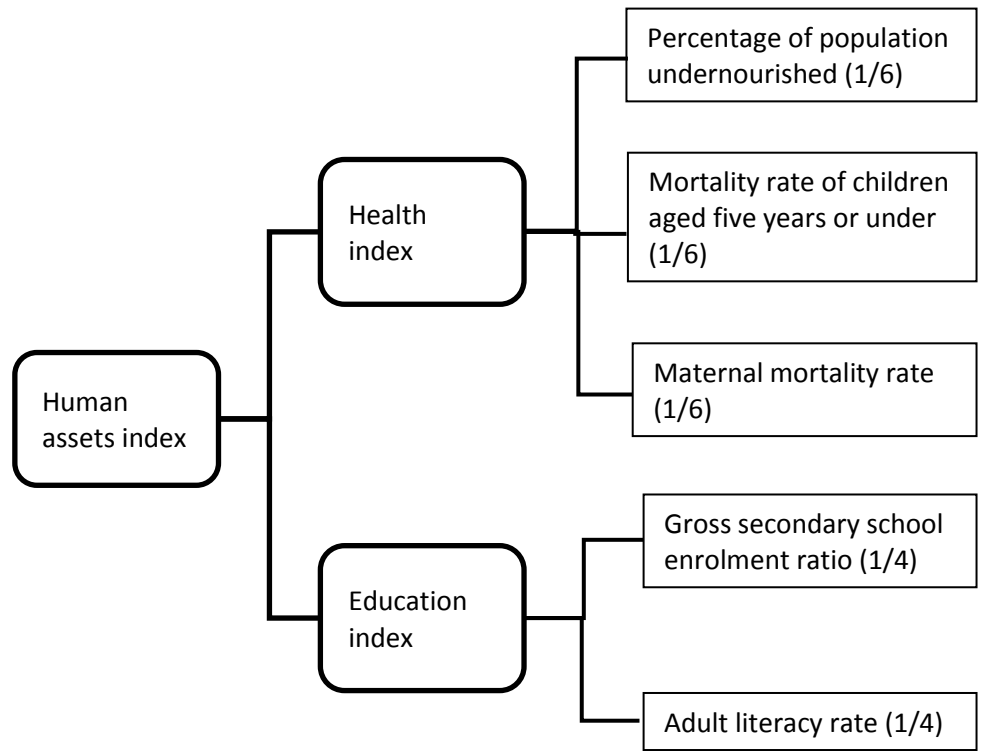 Percentage of population
undernourished (1/6)
Mortality rate of children
aged five years or under
(1/6)
Health
index
Maternal mortality rate
(1/6)
Human
assets index
Gross secondary school
enrolment ratio (1/4)
Education
index
Adult literacy rate (1/4)